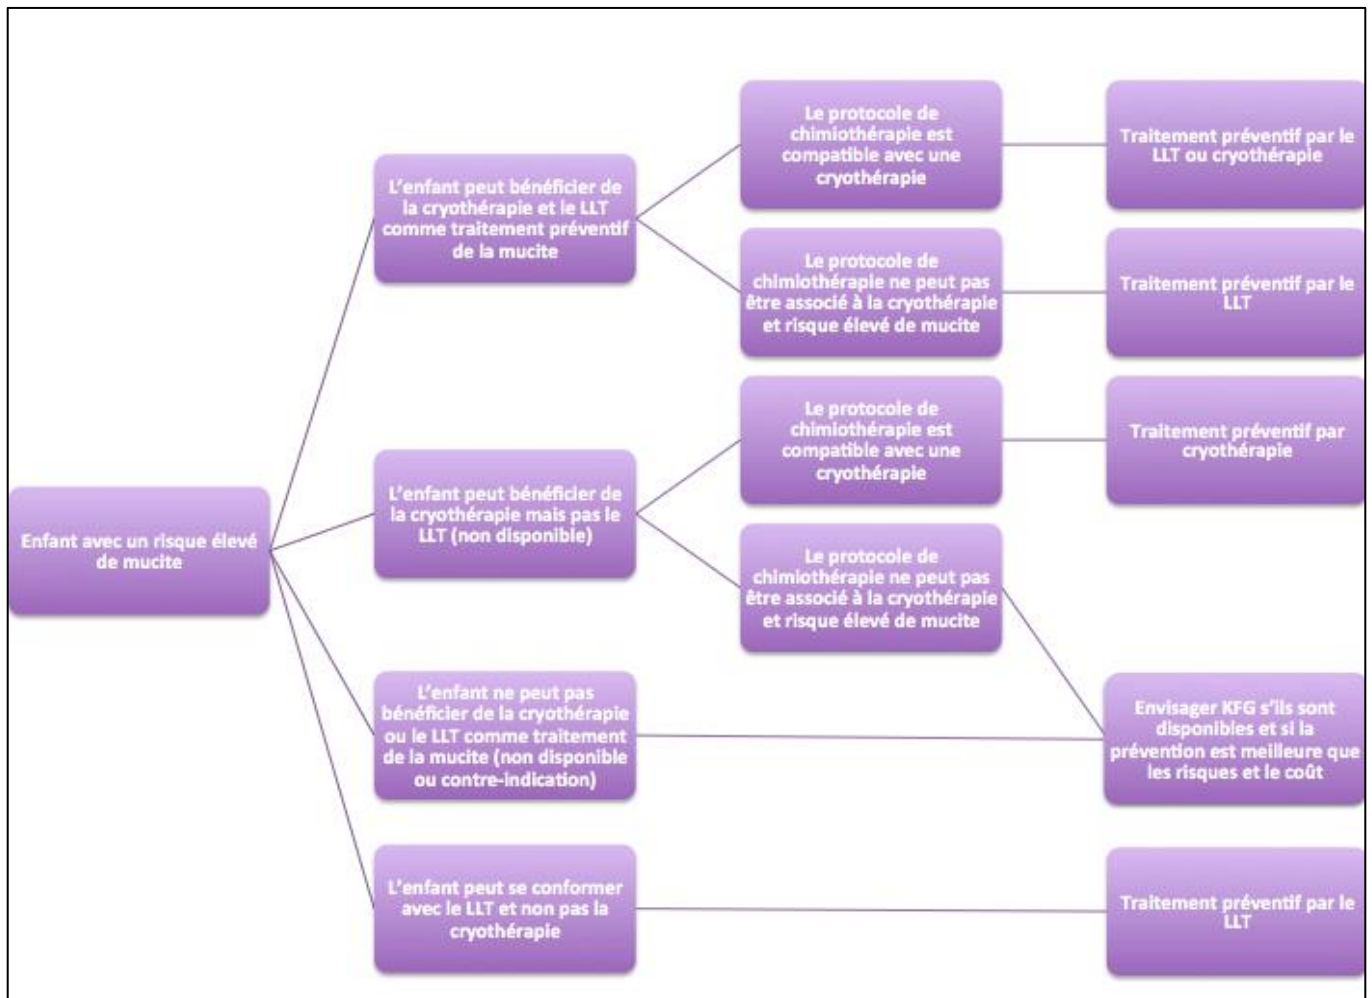 Enfant avec un risque élevé
de mucite
L'enfant peut bénéficier de
la cryothérapie et le LLT
comme traitement préventif
de la mucite
Le protocole de
chimiothérapie est
compatible avec une
cryothérapie
Traitement préventif par le
LLT ou cryothérapie
Le protocole de
chimiothérapie ne peut pas
être associé à la cryothérapie
et risque élevé de mucite
Traitement préventif par le
LLT
L'enfant peut bénéficier de
la cryothérapie mais pas le
LLT (non disponible)
Le protocole de
chimiothérapie est
compatible avec une
cryothérapie
Traitement préventif par
cryothérapie
Le protocole de
chimiothérapie ne peut pas
être associé à la cryothérapie
et risque élevé de mucite
L'enfant ne peut pas
bénéficier de la cryothérapie
ou le LLT comme traitement
de la mucite (non disponible
ou contre-indication)
Envisager KFG s'ils sont
disponibles et si la
prévention est meilleure que
les risques et le coût
L'enfant peut se conformer
avec le LLT et non pas la
cryothérapie
Traitement préventif par le
LLT